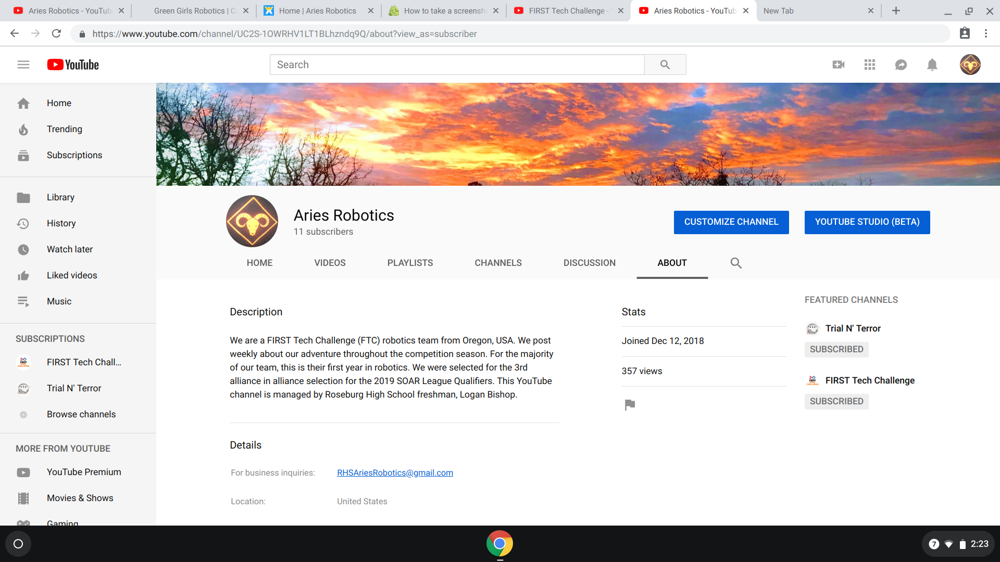 Aries Robotics - YouTub
Green Girls Robotics | C
Home | Aries Robotics
How to take a screensh
FIRST Tech Challenge -
Aries Robotics - YouTub
New Tab
https://www.youtube.com/channel/UC2S-1OWRHV1LT1BLhzndq9Q/about?view_as=subscriber
YouTube
Search
Home
Trending
Subscriptions
Library
History
Watch later
Liked videos
Music
SUBSCRIPTIONS
FIRST Tech Chall...
Trial N' Terror
Browse channels
MORE FROM YOUTUBE
YouTube Premium
Movies & Shows
Gaming
Aries Robotics
11 subscribers
CUSTOMIZE CHANNEL
YOUTUBE STUDIO (BETA)
HOME
VIDEOS
PLAYLISTS
CHANNELS
DISCUSSION
ABOUT
Description
We are a FIRST Tech Challenge (FTC) robotics team from Oregon, USA. We post
weekly about our adventure throughout the competition season. For the majority
of our team, this is their first year in robotics. We were selected for the 3rd
alliance in alliance selection for the 2019 SOAR League Qualifiers. This YouTube
channel is managed by Roseburg High School freshman, Logan Bishop.
Details
For business inquiries: RHSAriesRobotics@gmail.com
Location: United States
Stats
Joined Dec 12, 2018
357 views
FEATURED CHANNELS
Trial N' Terror
SUBSCRIBED
FIRST Tech Challenge
SUBSCRIBED
7
2:23